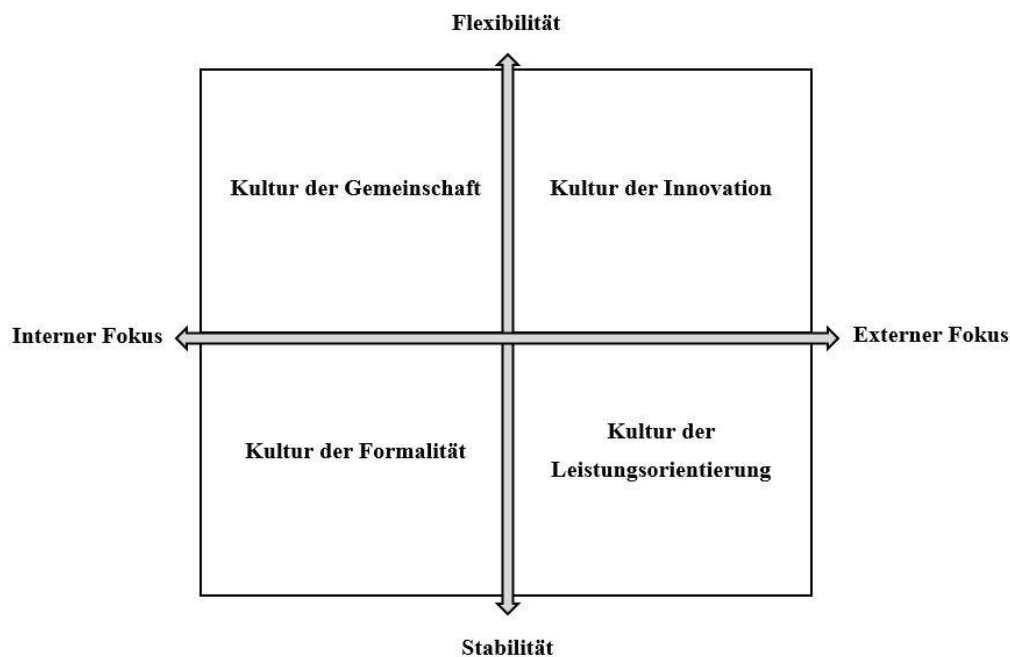 Flexibilität
Kultur der Gemeinschaft
Kultur der Innovation
Interner Fokus
Externer Fokus
Kultur der Formalität
Kultur der
Leistungsorientierung
Stabilität